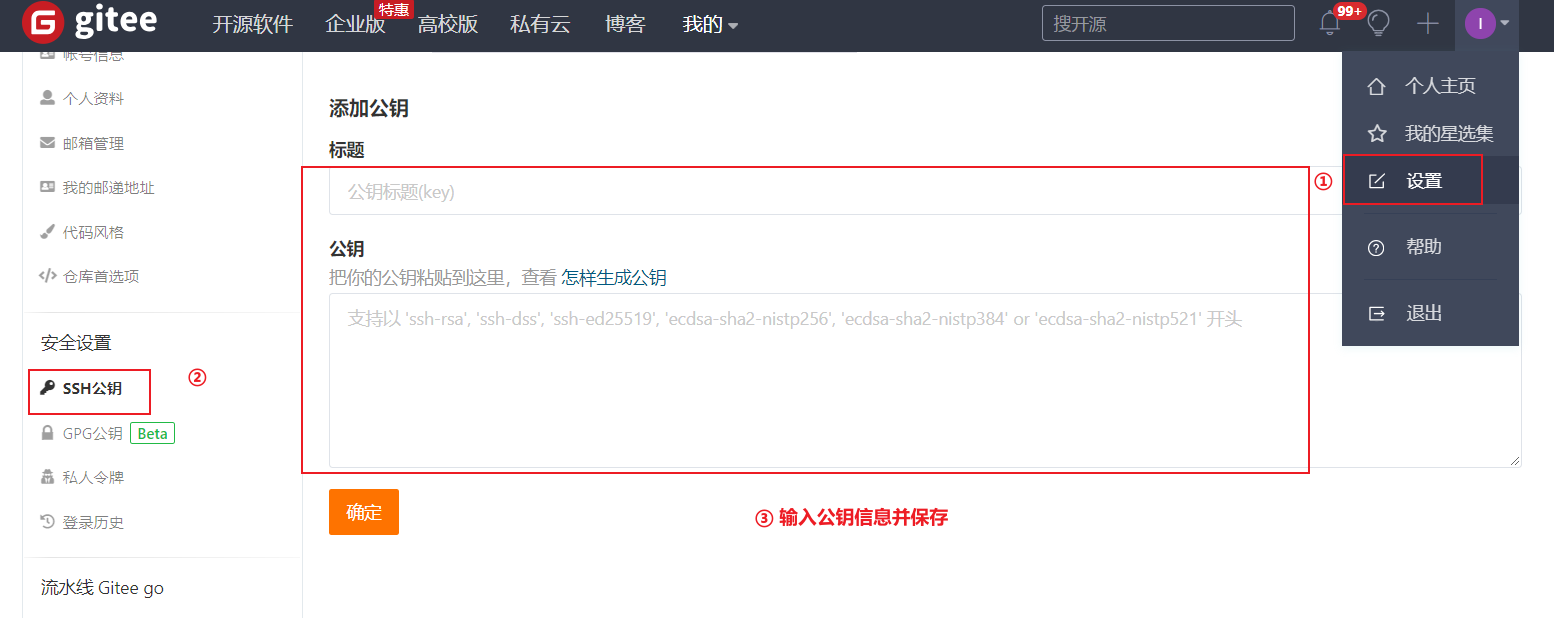 gitee
开源软件
企业版
特惠
高校版
私有云
博客
我的
搜开源
99+
I
帐号信息
个人资料
邮箱管理
我的邮递地址
代码风格
仓库首选项
安全设置
SSH公钥
②
GPG公钥 Beta
私人令牌
登录历史
流水线 Gitee go
添加公钥
标题
公钥标题(key)
公钥
把你的公钥粘贴到这里，查看 怎样生成公钥
支持以 'ssh-rsa', 'ssh-dss', 'ssh-ed25519', 'ecdsa-sha2-nistp256', 'ecdsa-sha2-nistp384' or 'ecdsa-sha2-nistp521' 开头
确定
③ 输入公钥信息并保存
个人主页
我的星选集
①
设置
帮助
退出